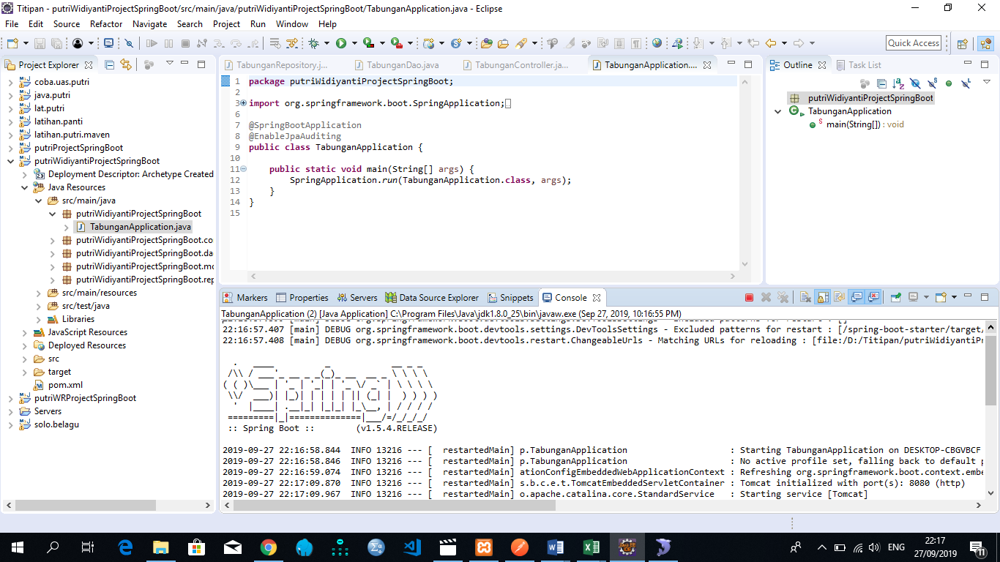 Titipan - putriWidiyantiProjectSpringBoot/src/main/java/putriWidiyantiProjectSpringBoot/TabunganApplication.java - Eclipse
File Edit Source Refactor Navigate Search Project Run Window Help
Quick Access
Project Explorer
coba.uas.putri
java.putri
lat.putri
latihan.panti
latihan.putri.maven
putriProjectSpringBoot
putriWidiyantiProjectSpringBoot
Deployment Descriptor: Archetype Created
Java Resources
src/main/java
putriWidiyantiProjectSpringBoot
TabunganApplication.java
putriWidiyantiProjectSpringBoot.co
putriWidiyantiProjectSpringBoot.da
putriWidiyantiProjectSpringBoot.mo
putriWidiyantiProjectSpringBoot.rep
src/main/resources
src/test/java
Libraries
JavaScript Resources
Deployed Resources
src
target
pom.xml
putriWRProjectSpringBoot
Servers
solo.belagu
TabunganRepository.j... TabunganDao.java TabunganController.ja... TabunganApplication....
1 package putriWidiyantiProjectSpringBoot;
2
3 import org.springframework.boot.SpringApplication;
6
7 @SpringBootApplication
8 @EnableJpaAuditing
9 public class TabunganApplication {
10
11 public static void main(String[] args) {
12 SpringApplication.run(TabunganApplication.class, args);
13 }
14 }
15
Outline Task List
putriWidiyantiProjectSpringBoot
TabunganApplication
main(String[]) : void
Markers Properties Servers Data Source Explorer Snippets Console
TabunganApplication (2) [Java Application] C:\Program Files\Java\jdk1.8.0_25\bin\javaw.exe (Sep 27, 2019, 10:16:55 PM)
22:16:57.407 [main] DEBUG org.springframework.boot.devtools.settings.DevToolsSettings - Excluded patterns for restart : [/spring-boot-starter/target/
22:16:57.408 [main] DEBUG org.springframework.boot.devtools.restart.ChangeableUrls - Matching URLs for reloading : [file:/D:/Titipan/putriWidiyantiPr
Spring
:: Spring Boot :: (v1.5.4.RELEASE)
2019-09-27 22:16:58.844 INFO 13216 --- [ restartedMain] p.TabunganApplication : Starting TabunganApplication on DESKTOP-CBGVBCF
2019-09-27 22:16:58.846 INFO 13216 --- [ restartedMain] p.TabunganApplication : No active profile set, falling back to default p
2019-09-27 22:16:59.074 INFO 13216 --- [ restartedMain] ationConfigEmbeddedWebApplicationContext : Refreshing org.springframework.boot.context.embe
2019-09-27 22:17:09.870 INFO 13216 --- [ restartedMain] s.b.c.e.t.TomcatEmbeddedServletContainer : Tomcat initialized with port(s): 8080 (http)
2019-09-27 22:17:09.967 INFO 13216 --- [ restartedMain] o.apache.catalina.core.StandardService : Starting service [Tomcat]
ENG
22:17
27/09/2019
11